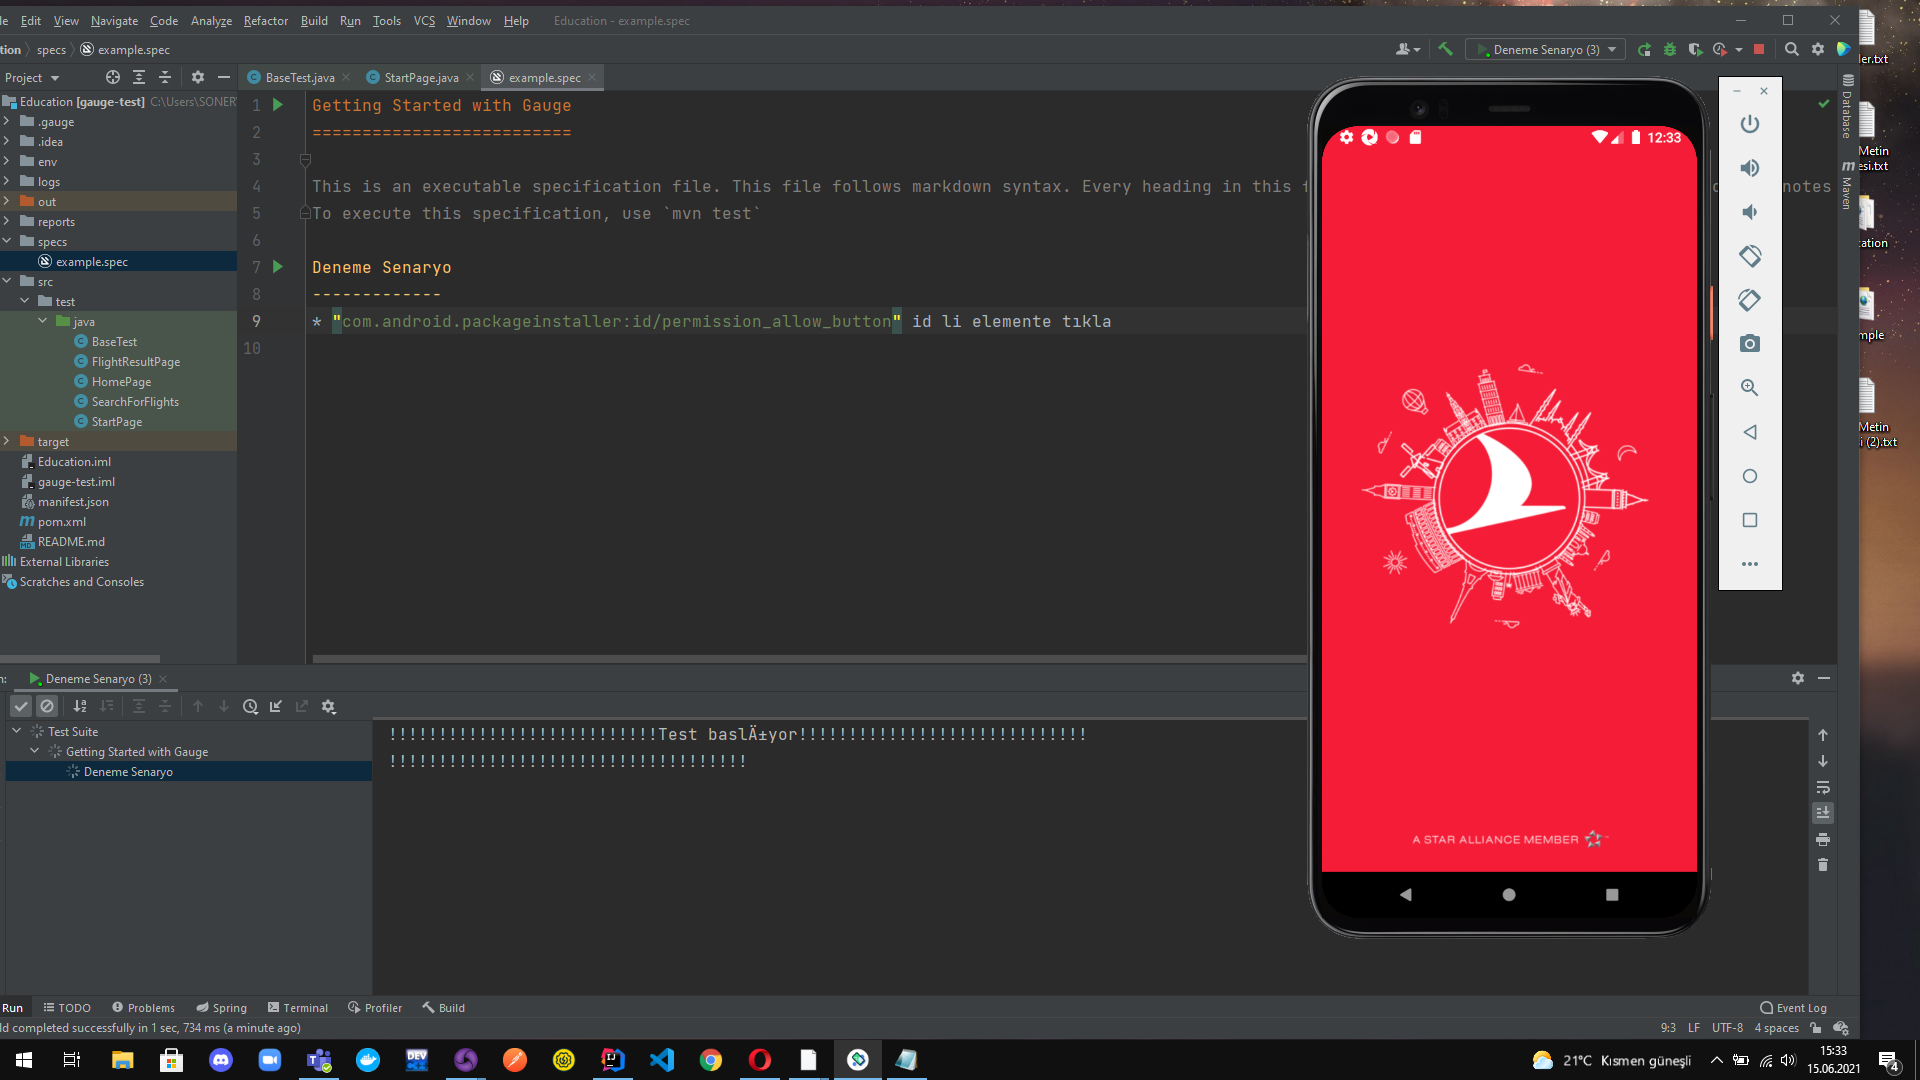 Edit View Navigate Code Analyze Refactor Build Run Tools VCS Window Help Education - example.spec
tion specs example.spec
Deneme Senaryo (3)
Project
BaseTest.java StartPage.java example.spec
Education [gauge-test] C:\Users\SONER
.gauge
.idea
env
logs
out
reports
specs
example.spec
src
test
java
BaseTest
FlightResultPage
HomePage
SearchForFlights
StartPage
target
Education.iml
gauge-test.iml
manifest.json
pom.xml
README.md
External Libraries
Scratches and Consoles
1 Getting Started with Gauge
2 ==========================
3
4 This is an executable specification file. This file follows markdown syntax. Every heading in this f
notes
5 To execute this specification, use `mvn test`
6
7 Deneme Senaryo
8 -------------
9 * "com.android.packageinstaller:id/permission_allow_button" id li elemente tıkla
10
12:33
A STAR ALLIANCE MEMBER
Database
Maven
ler.txt
Metin
esi.txt
cation
mple
Metin
si (2).txt
Deneme Senaryo (3)
Test Suite
Getting Started with Gauge
Deneme Senaryo
!!!!!!!!!!!!!!!!!!!!!!!!!!!Test baslÄ±yor!!!!!!!!!!!!!!!!!!!!!!!!!!!!!
!!!!!!!!!!!!!!!!!!!!!!!!!!!!!!!!!!!!
Run TODO Problems Spring Terminal Profiler Build Event Log
ld completed successfully in 1 sec, 734 ms (a minute ago) 9:3 LF UTF-8 4 spaces
21°C Kısmen güneşli
15:33
15.06.2021
4